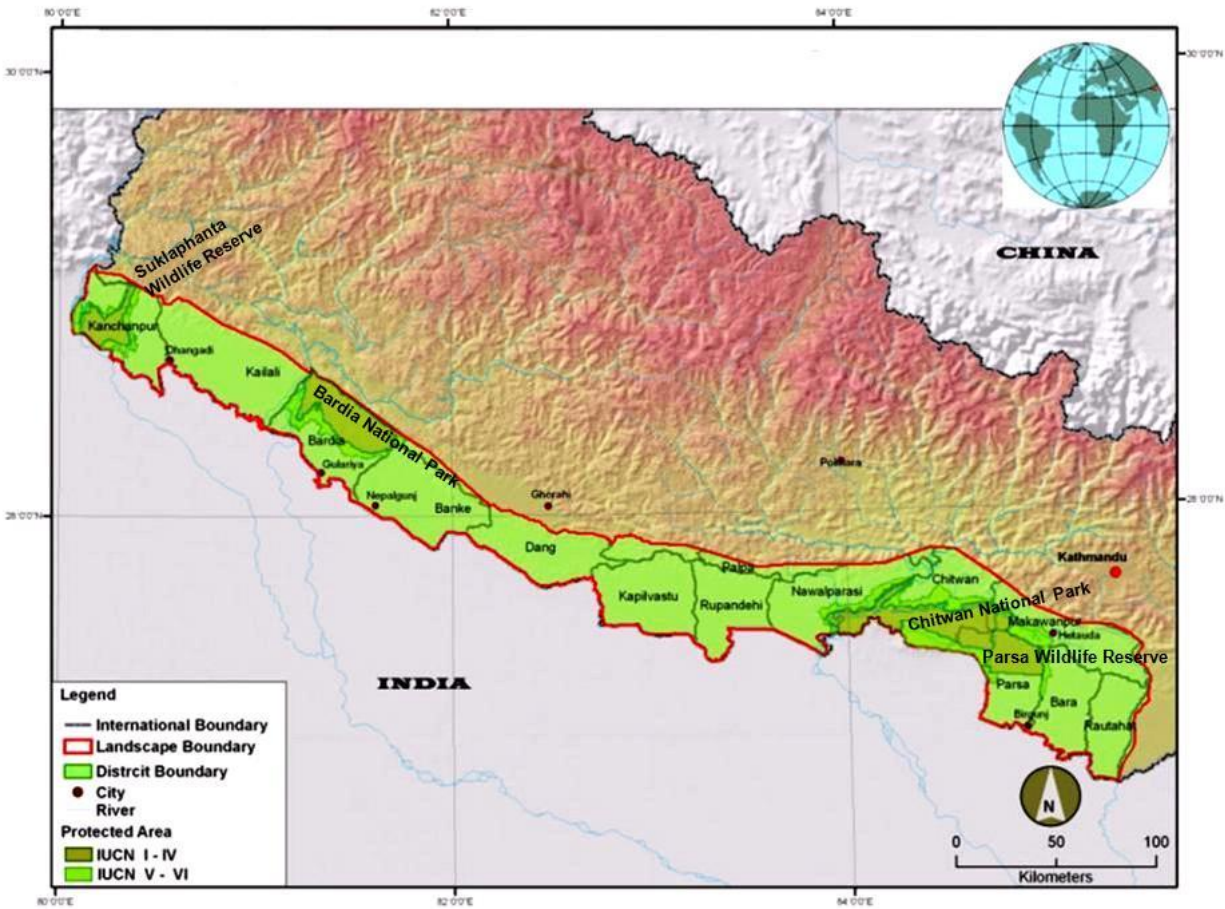 80°0'0"E
82°0'0"E
84°0'0"E
30°0'0"N
30°0'0"N
CHINA
Suklaphanta
Wildlife Reserve
Kanchanpur
Dhangadi
Kailali
Bardia National Park
Bardia
Gulariya
Pokhara
Nepalgunj
Ghorahi
Banke
28°0'0"N
28°0'0"N
Dang
Kathmandu
Palpa
Chitwan
Kapilvastu
Rupandehi
Nawalparasi
Chitwan National Park
Makawanpur
Hetauda
Parsa Wildlife Reserve
INDIA
Parsa
Bara
Birgunj
Rautahat
Legend
International Boundary
Landscape Boundary
Distrcit Boundary
City
River
Protected Area
IUCN I - IV
IUCN V - VI
N
0 50 100
Kilometers
80°0'0"E
82°0'0"E
84°0'0"E